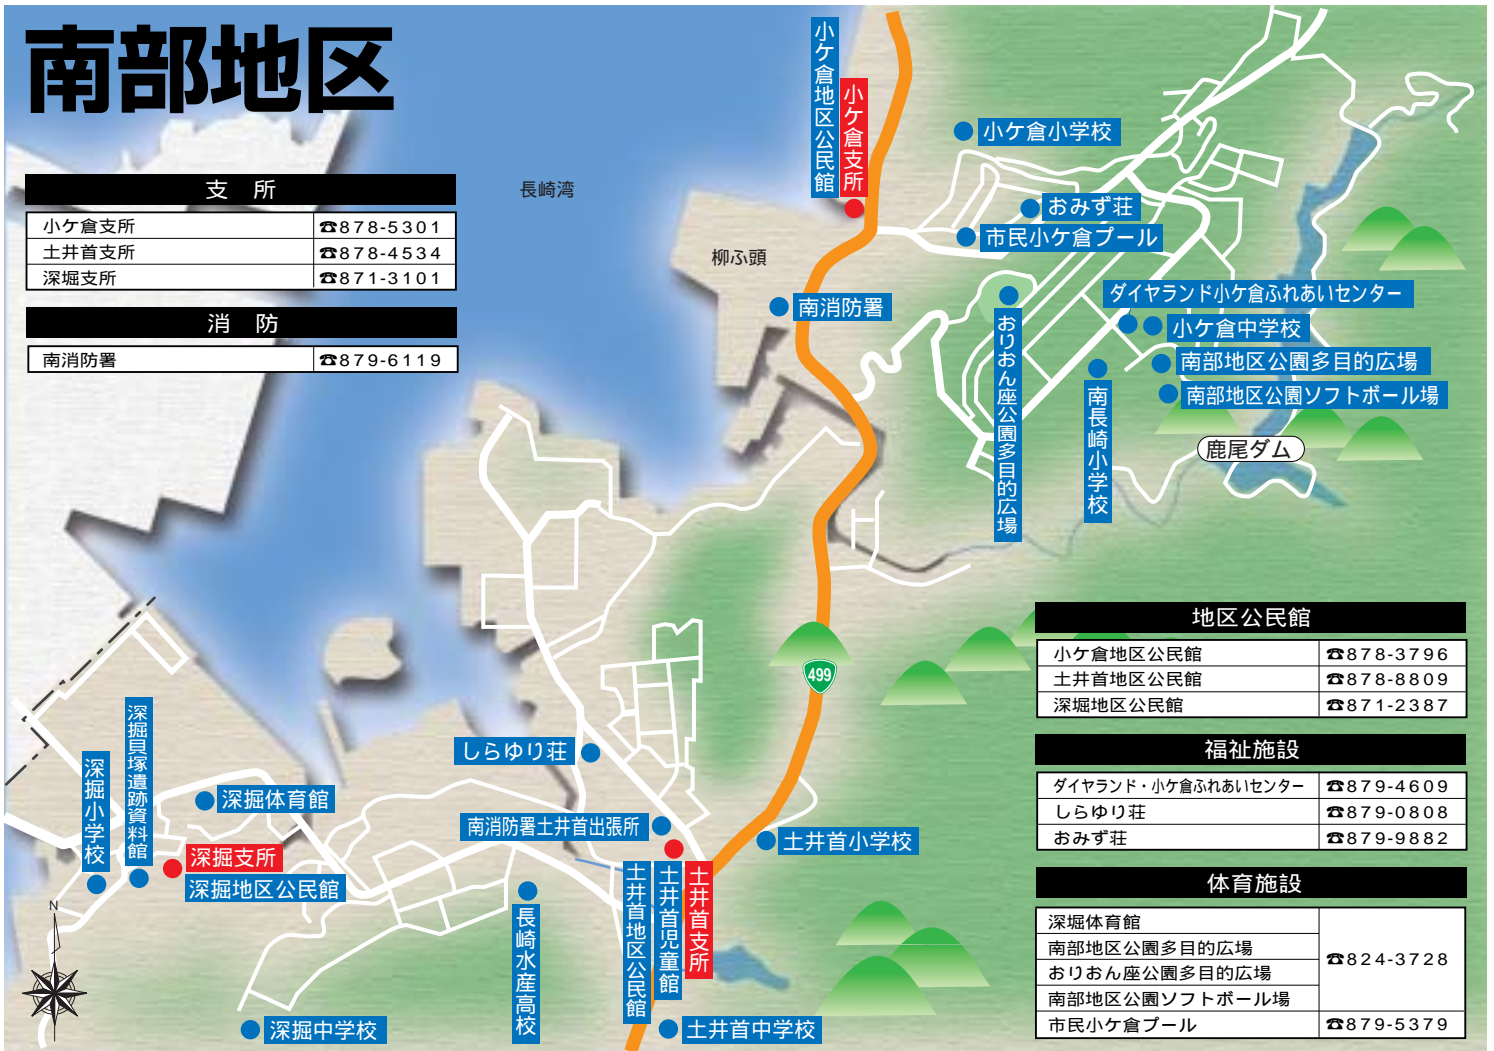 南部地区
支　所
小ケ倉支所 ☎878-5301
土井首支所 ☎878-4534
深堀支所 ☎871-3101
消　防
南消防署 ☎879-6119
長崎湾
柳ふ頭
小ケ倉地区公民館
小ケ倉支所
小ケ倉小学校
おみず荘
市民小ケ倉プール
南消防署
ダイヤランド小ケ倉ふれあいセンター
小ケ倉中学校
南部地区公園多目的広場
南部地区公園ソフトボール場
おりおん座公園多目的広場
南長崎小学校
鹿尾ダム
499
しらゆり荘
深掘貝塚遺跡資料館
深掘小学校
深掘体育館
深掘支所
深掘地区公民館
南消防署土井首出張所
土井首小学校
土井首地区公民館
土井首児童館
土井首支所
長崎水産高校
深掘中学校
土井首中学校
N
地区公民館
小ケ倉地区公民館 ☎878-3796
土井首地区公民館 ☎878-8809
深堀地区公民館 ☎871-2387
福祉施設
ダイヤランド・小ケ倉ふれあいセンター ☎879-4609
しらゆり荘 ☎879-0808
おみず荘 ☎879-9882
体育施設
深堀体育館
南部地区公園多目的広場
おりおん座公園多目的広場
南部地区公園ソフトボール場
☎824-3728
市民小ケ倉プール ☎879-5379